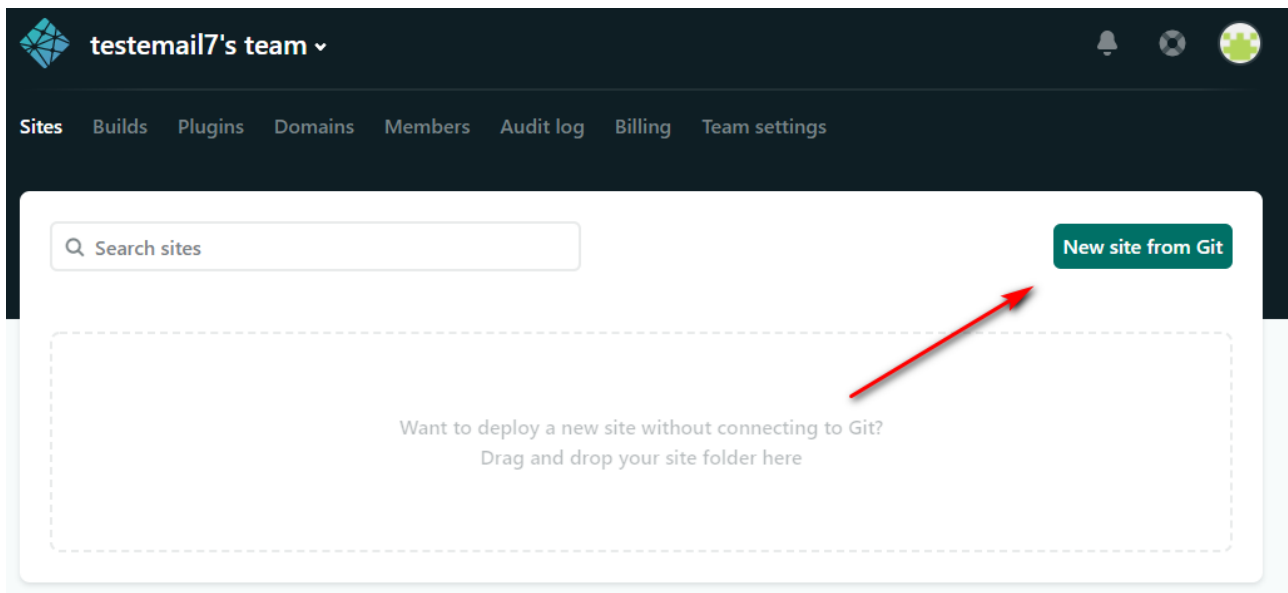 testemail7's team
Sites Builds Plugins Domains Members Audit log Billing Team settings
Search sites
New site from Git
Want to deploy a new site without connecting to Git?
Drag and drop your site folder here